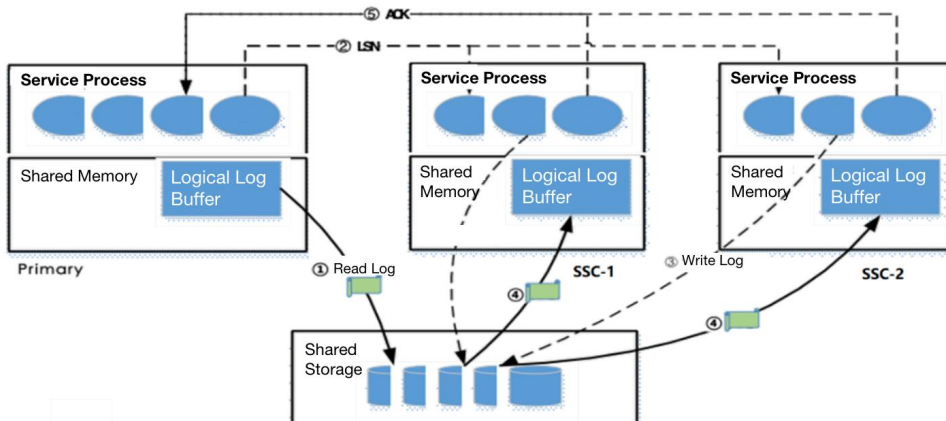 ⑤ ACK
② LSN
Service Process
Service Process
Service Process
Shared Memory
Logical Log
Buffer
Shared
Memory
Logical Log
Buffer
Shared
Memory
Logical Log
Buffer
Primary
① Read Log
SSC-1
③ Write Log
SSC-2
④
④
Shared
Storage